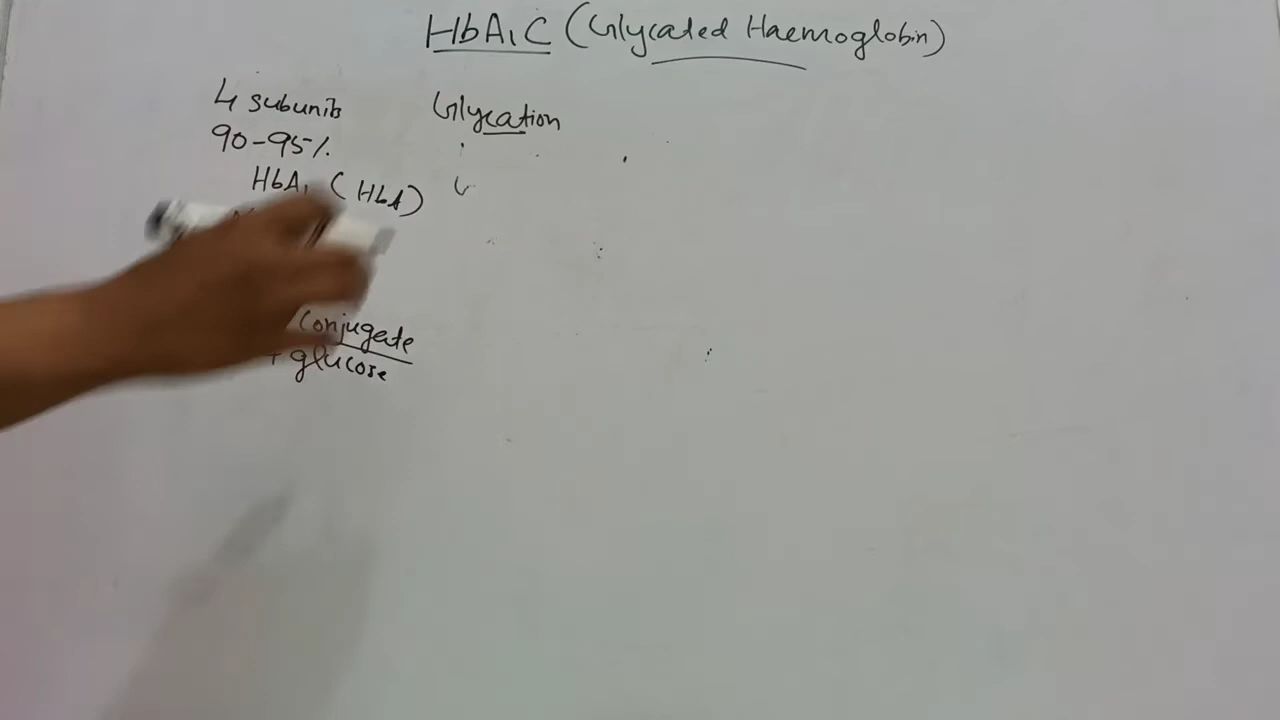 HbA1C (Glycated Haemoglobin)
4 subunits
90-95%
HbA1 (HbA)
Conjugate
+ glucose
Glycation